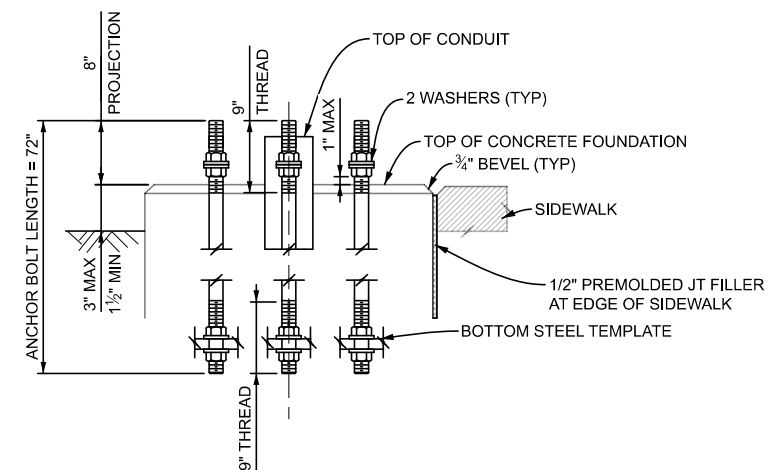 8"
PROJECTION
9"
THREAD
1" MAX
TOP OF CONDUIT
2 WASHERS (TYP)
TOP OF CONCRETE FOUNDATION
¾" BEVEL (TYP)
SIDEWALK
ANCHOR BOLT LENGTH = 72"
3" MAX
1½" MIN
1/2" PREMOLDED JT FILLER
AT EDGE OF SIDEWALK
BOTTOM STEEL TEMPLATE
9" THREAD